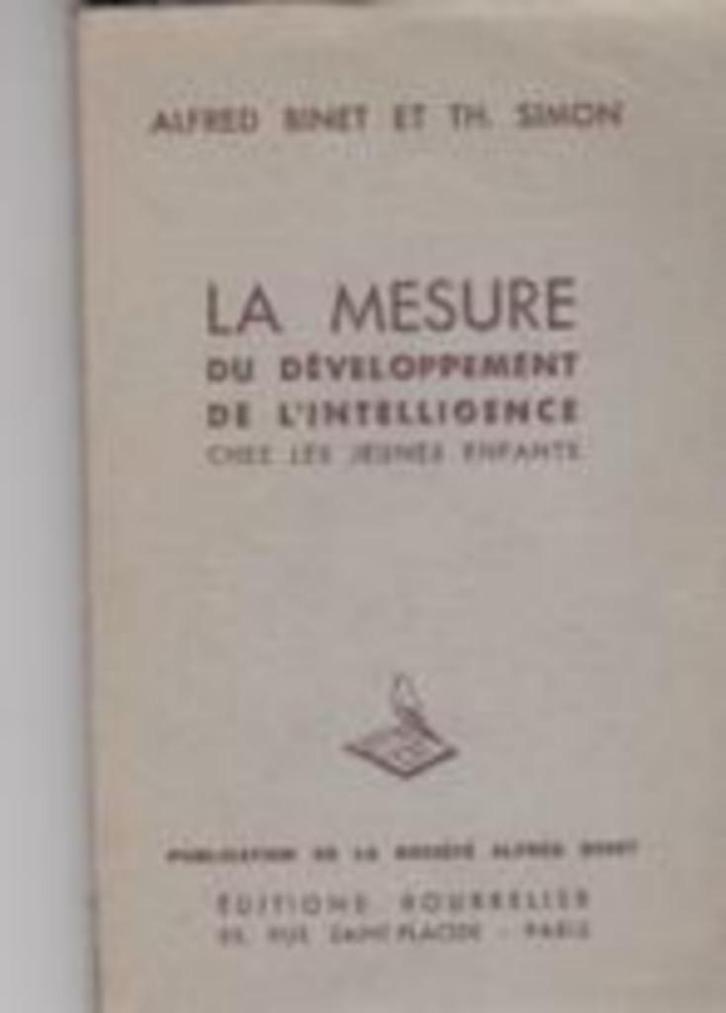 ALFRED BINET ET TH. SIMON
LA MESURE
DU DÉVELOPPEMENT
DE L'INTELLIGENCE
CHEZ LES JEUNES ENFANTS
PUBLICATION DE LA SOCIÉTÉ ALFRED BINET
ÉDITIONS BOURRELIER
RUE SAINT-PLACIDE - PARIS